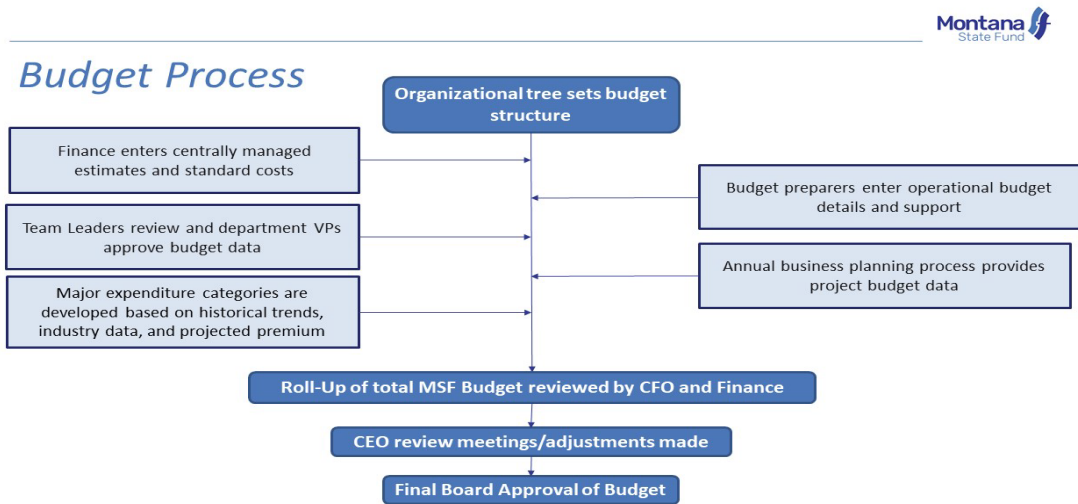 Montana
State Fund
Budget Process
Organizational tree sets budget
structure
Finance enters centrally managed
estimates and standard costs
Budget preparers enter operational budget
details and support
Team Leaders review and department VPs
approve budget data
Annual business planning process provides
project budget data
Major expenditure categories are
developed based on historical trends,
industry data, and projected premium
Roll-Up of total MSF Budget reviewed by CFO and Finance
CEO review meetings/adjustments made
Final Board Approval of Budget